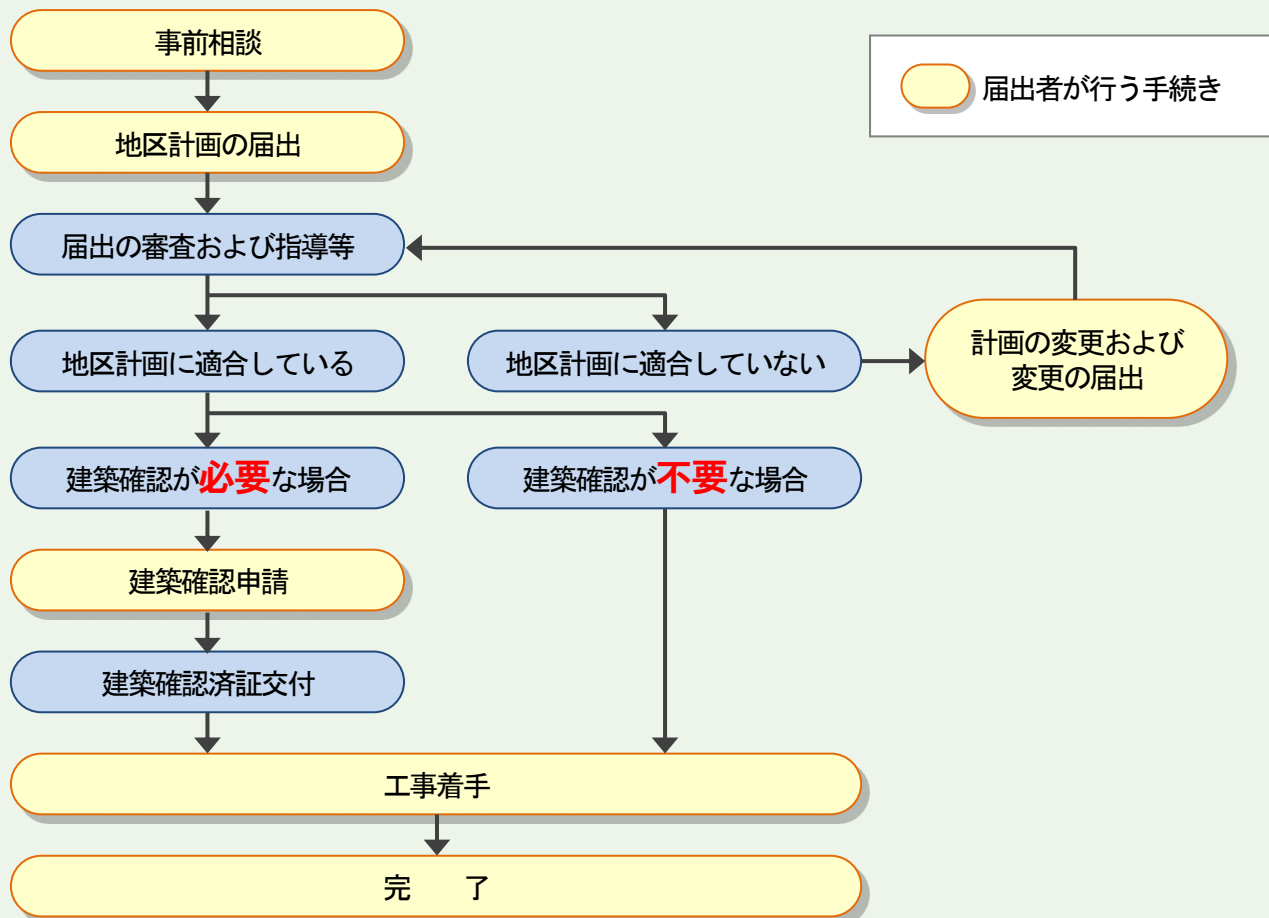 事前相談
届出者が行う手続き
地区計画の届出
届出の審査および指導等
地区計画に適合している
地区計画に適合していない
計画の変更および
変更の届出
建築確認が必要な場合
建築確認が不要な場合
建築確認申請
建築確認済証交付
工事着手
完　　了